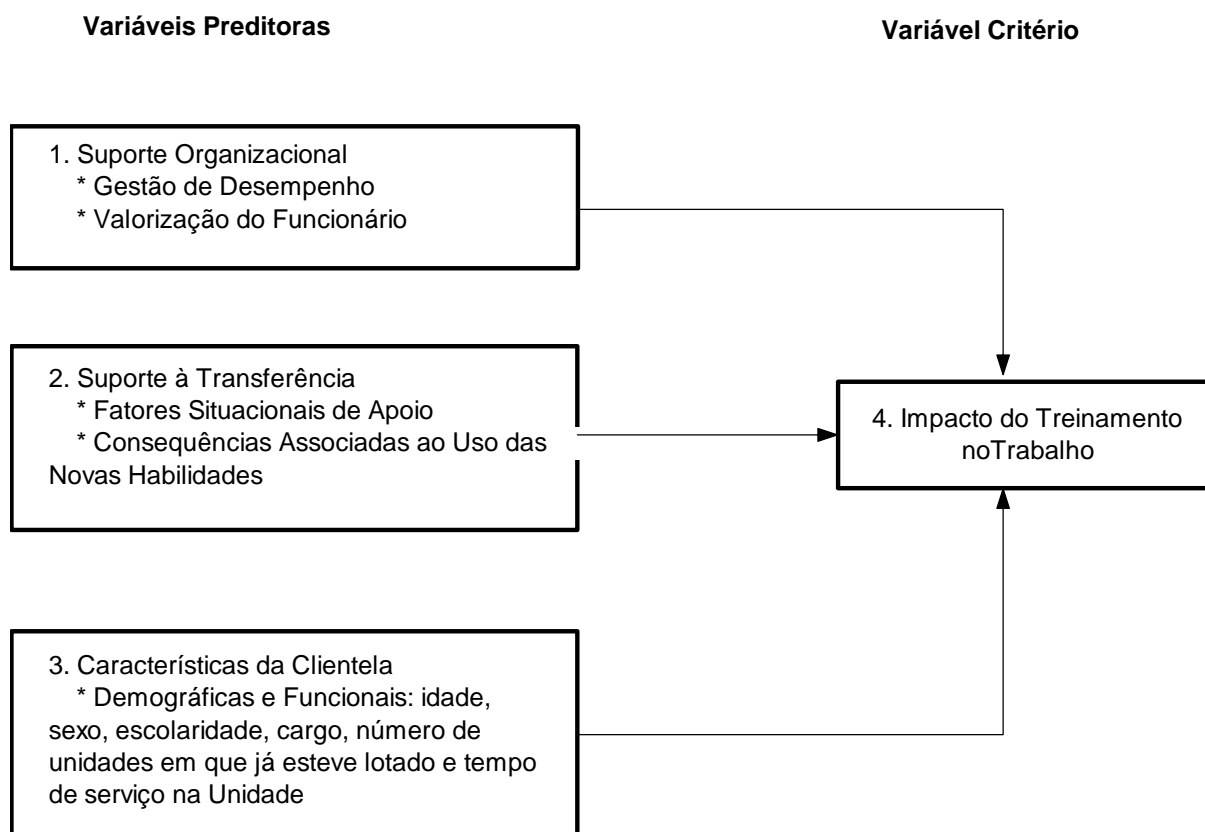 Variáveis Preditoras
Variável Critério
1. Suporte Organizacional
* Gestão de Desempenho
* Valorização do Funcionário
2. Suporte à Transferência
* Fatores Situacionais de Apoio
* Consequências Associadas ao Uso das
Novas Habilidades
4. Impacto do Treinamento
noTrabalho
3. Características da Clientela
* Demográficas e Funcionais: idade,
sexo, escolaridade, cargo, número de
unidades em que já esteve lotado e tempo
de serviço na Unidade